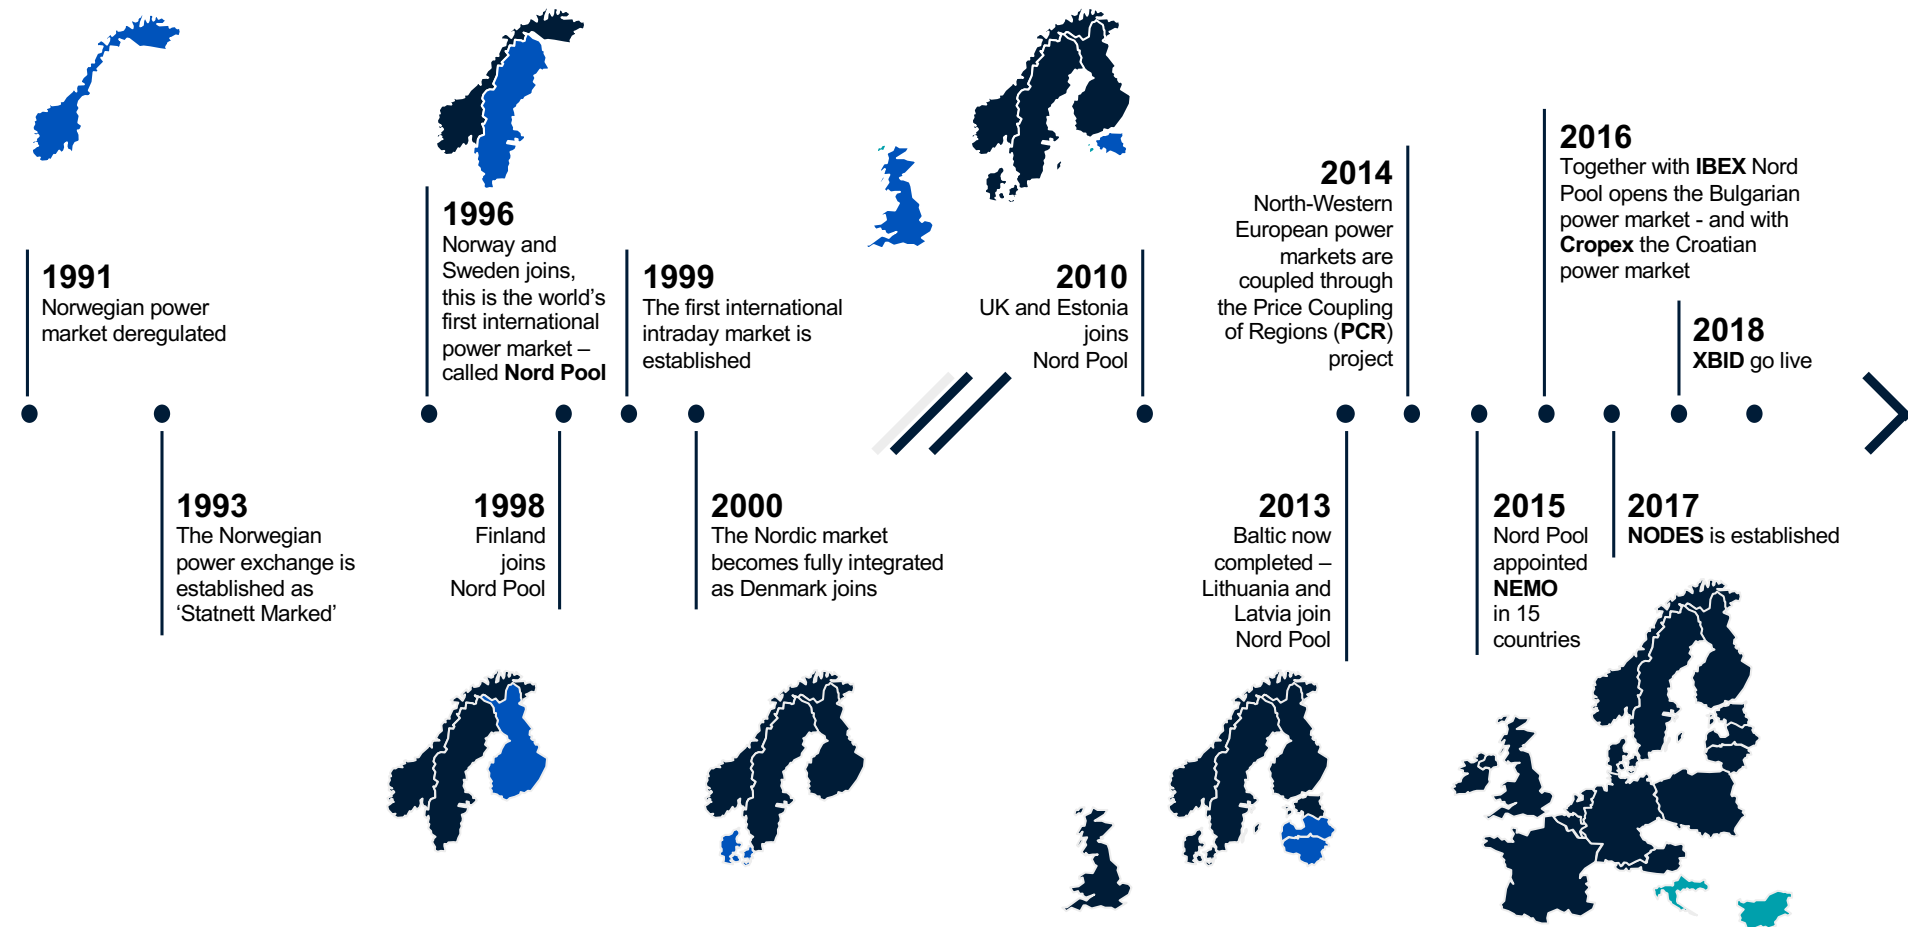 1991
Norwegian power
market deregulated
1993
The Norwegian
power exchange is
established as
‘Statnett Marked’
1996
Norway and
Sweden joins,
this is the world’s
first international
power market –
called Nord Pool
1998
Finland
joins
Nord Pool
1999
The first international
intraday market is
established
2000
The Nordic market
becomes fully integrated
as Denmark joins
2010
UK and Estonia
joins
Nord Pool
2013
Baltic now
completed –
Lithuania and
Latvia join
Nord Pool
2014
North-Western
European power
markets are
coupled through
the Price Coupling
of Regions (PCR)
project
2015
Nord Pool
appointed
NEMO
in 15
countries
2016
Together with IBEX Nord
Pool opens the Bulgarian
power market - and with
Cropex the Croatian
power market
2017
NODES is established
2018
XBID go live